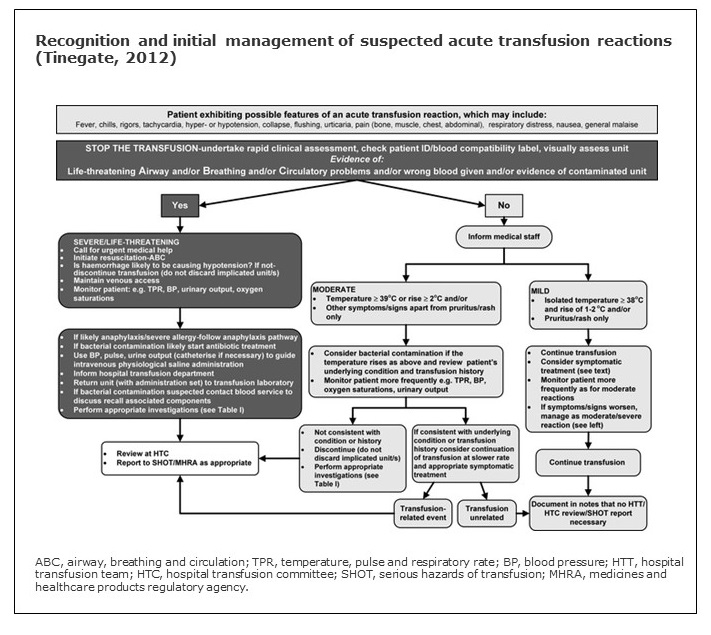 Recognition and initial management of suspected acute transfusion reactions
(Tinegate, 2012)
Patient exhibiting possible features of an acute transfusion reaction, which may include:
Fever, chills, rigors, tachycardia, hyper- or hypotension, collapse, flushing, urticaria, pain (bone, muscle, chest, abdominal), respiratory distress, nausea, general malaise
STOP THE TRANSFUSION-undertake rapid clinical assessment, check patient ID/blood compatibility label, visually assess unit
Evidence of:
Life-threatening Airway and/or Breathing and/or Circulatory problems and/or wrong blood given and/or evidence of contaminated unit
Yes
No
Inform medical staff
SEVERE/LIFE-THREATENING
• Call for urgent medical help
• Initiate resuscitation-ABC
• Is haemorrhage likely to be causing hypotension? If not-
discontinue transfusion (do not discard implicated unit/s)
• Maintain venous access
• Monitor patient: e.g. TPR, BP, urinary output, oxygen
saturations
MODERATE
• Temperature ≥ 39°C or rise ≥ 2°C and/or
• Other symptoms/signs apart from pruritus/rash
only
MILD
• Isolated temperature ≥ 38°C
and rise of 1-2 °C and/or
• Pruritus/rash only
• If likely anaphylaxis/severe allergy-follow anaphylaxis pathway
• If bacterial contamination likely start antibiotic treatment
• Use BP, pulse, urine output (catheterise if necessary) to guide
intravenous physiological saline administration
• Inform hospital transfusion department
• Return unit (with administration set) to transfusion laboratory
• If bacterial contamination suspected contact blood service to
discuss recall associated components
• Perform appropriate investigations (see Table I)
• Consider bacterial contamination if the
temperature rises as above and review patient's
underlying condition and transfusion history
• Monitor patient more frequently e.g. TPR, BP,
oxygen saturations, urinary output
• Continue transfusion
• Consider symptomatic
treatment (see text)
• Monitor patient more
frequently as for moderate
reactions
• If symptoms/signs worsen,
manage as moderate/severe
reaction (see left)
• Review at HTC
• Report to SHOT/MHRA as appropriate
• Not consistent with
condition or history
• Discontinue (do not
discard implicated unit/s)
• Perform appropriate
investigations (see
Table I)
If consistent with underlying
condition or transfusion
history consider continuation
of transfusion at slower rate
and appropriate symptomatic
treatment
Continue transfusion
Transfusion-
related event
Transfusion
unrelated
Document in notes that no HTT/
HTC review/SHOT report
necessary
ABC, airway, breathing and circulation; TPR, temperature, pulse and respiratory rate; BP, blood pressure; HTT, hospital
transfusion team; HTC, hospital transfusion committee; SHOT, serious hazards of transfusion; MHRA, medicines and
healthcare products regulatory agency.